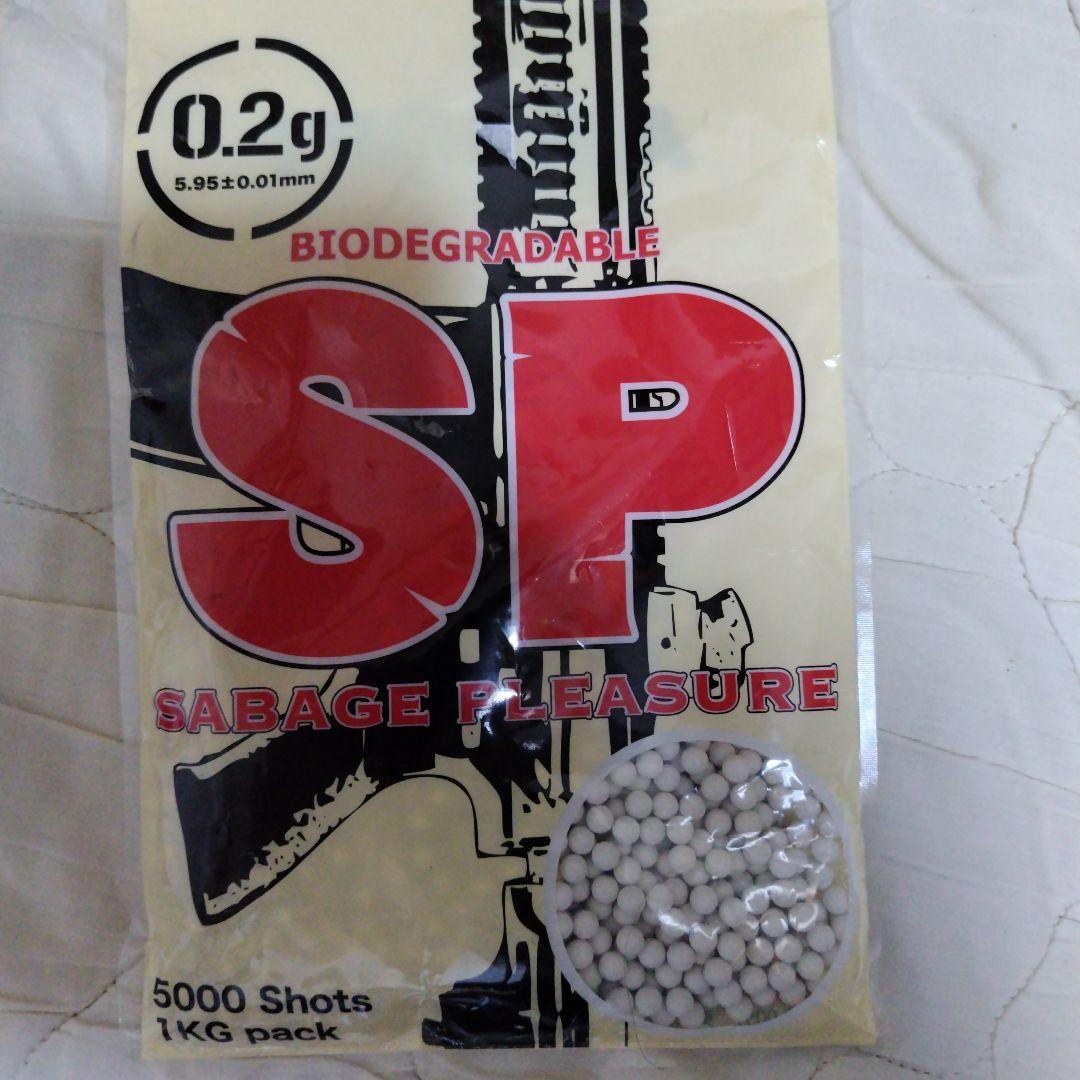 0.2g
5.95±0.01mm
BIODEGRADABLE
SP
SABAGE PLEASURE
5000 Shots
1KG pack